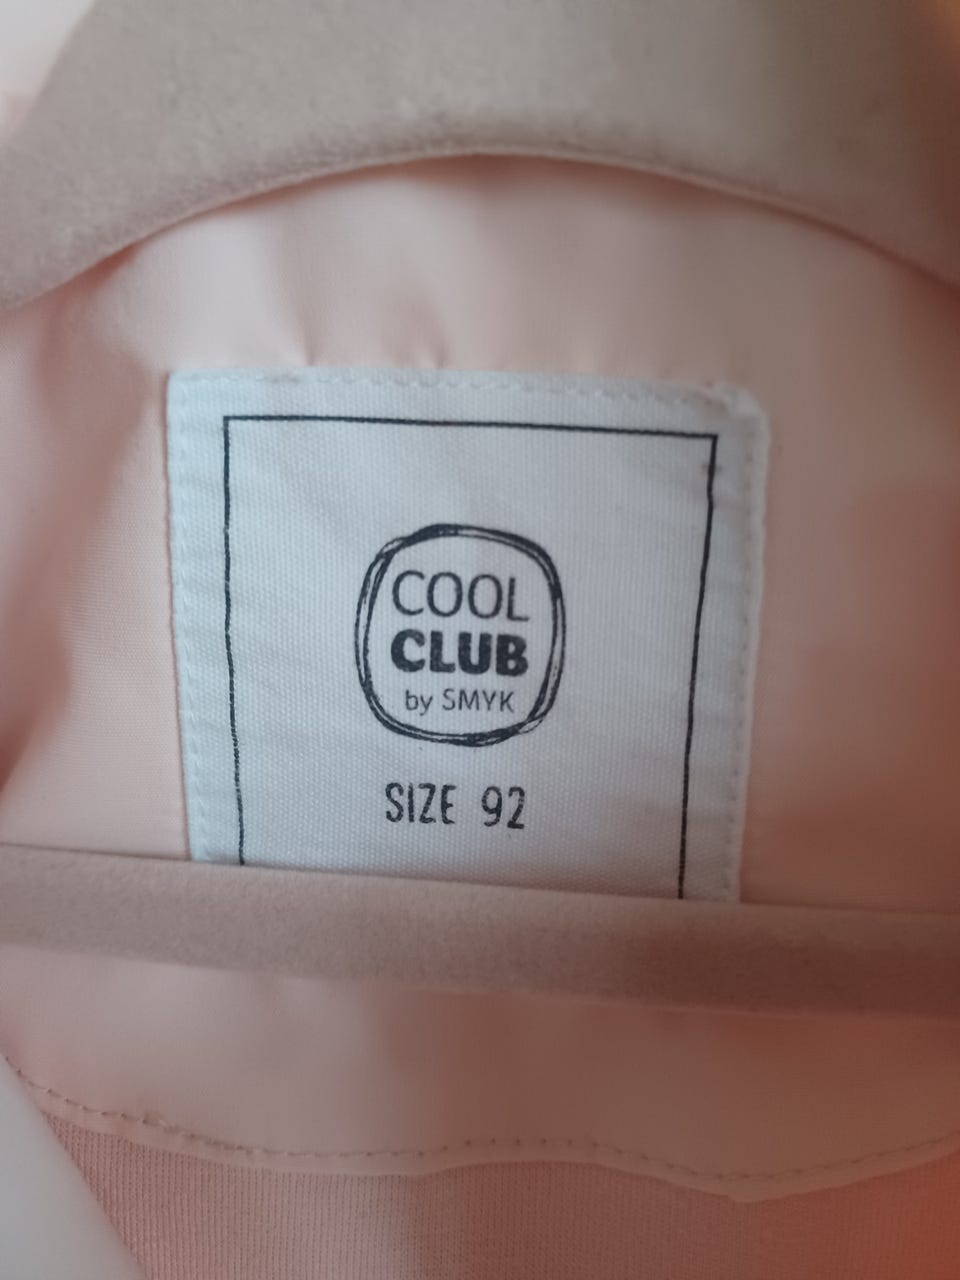 COOL
CLUB
by SMYK
SIZE 92